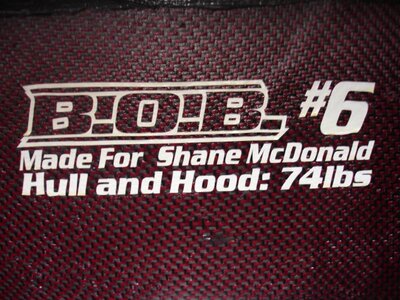 B!O!B. #6
Made For Shane McDonald
Hull and Hood: 74lbs